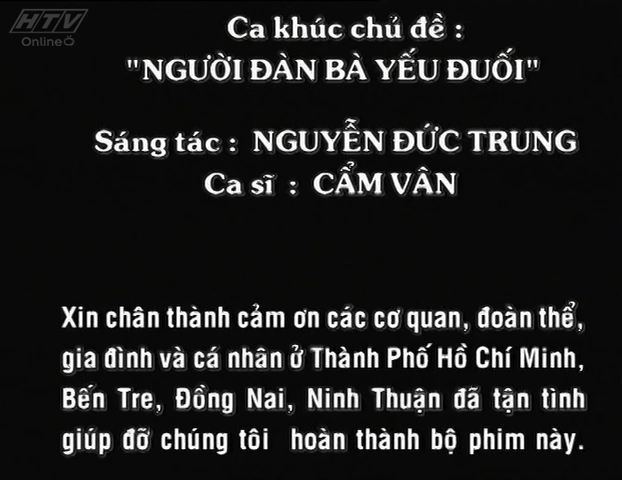 HTV
Online
Ca khúc chủ đề :
"NGƯỜI ĐÀN BÀ YẾU ĐUỐI"
Sáng tác : NGUYỄN ĐỨC TRUNG
Ca sĩ : CẨM VÂN
Xin chân thành cảm ơn các cơ quan, đoàn thể,
gia đình và cá nhân ở Thành Phố Hồ Chí Minh,
Bến Tre, Đồng Nai, Ninh Thuận đã tận tình
giúp đỡ chúng tôi hoàn thành bộ phim này.